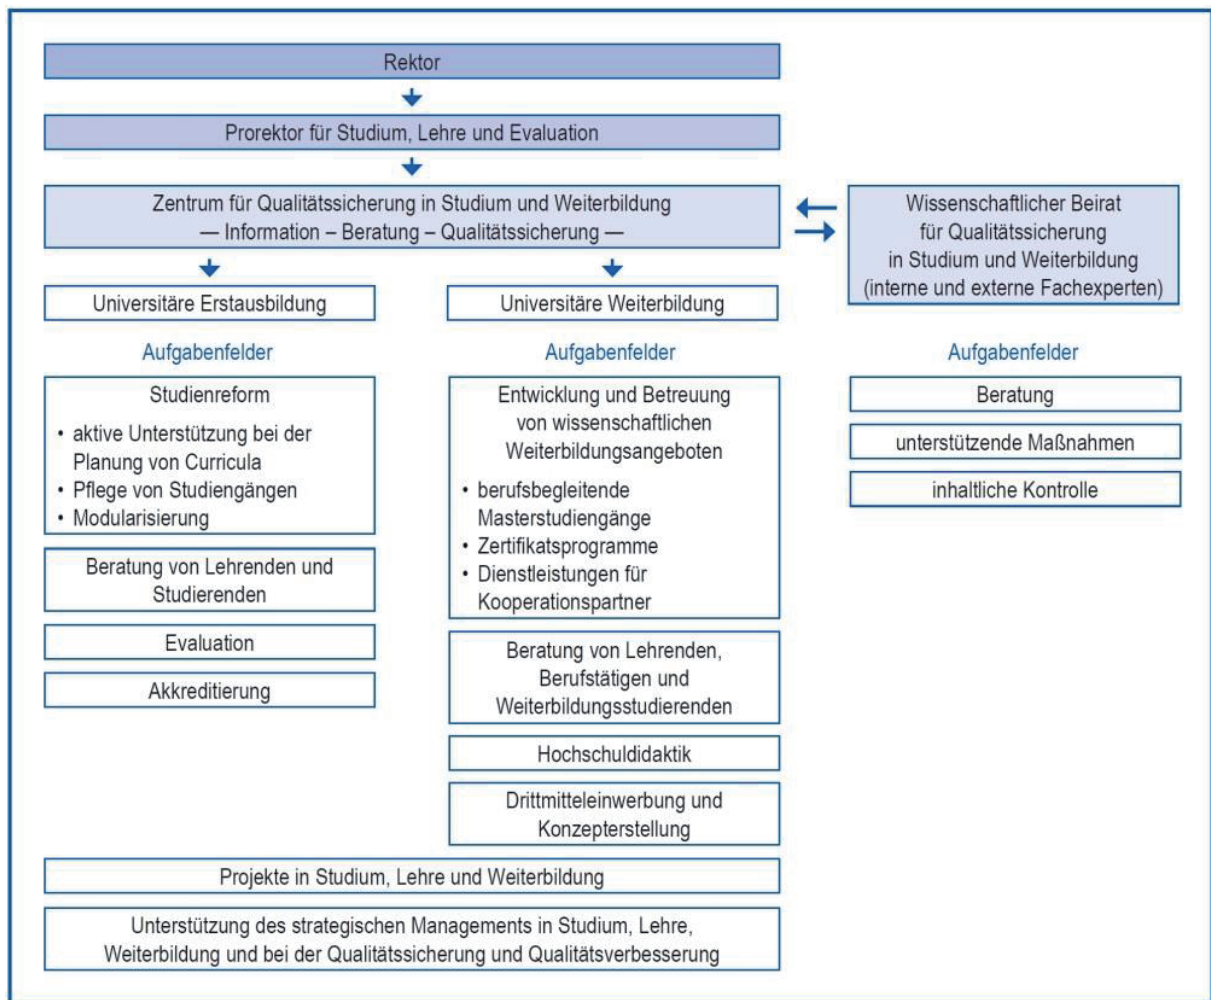 Rektor
Prorektor für Studium, Lehre und Evaluation
Zentrum für Qualitätssicherung in Studium und Weiterbildung
— Information – Beratung – Qualitätssicherung —
Wissenschaftlicher Beirat
für Qualitätssicherung
in Studium und Weiterbildung
(interne und externe Fachexperten)
Universitäre Erstausbildung
Aufgabenfelder
Studienreform
• aktive Unterstützung bei der
Planung von Curricula
• Pflege von Studiengängen
• Modularisierung
Beratung von Lehrenden und
Studierenden
Evaluation
Akkreditierung
Universitäre Weiterbildung
Aufgabenfelder
Entwicklung und Betreuung
von wissenschaftlichen
Weiterbildungsangeboten
• berufsbegleitende
Masterstudiengänge
• Zertifikatsprogramme
• Dienstleistungen für
Kooperationspartner
Beratung von Lehrenden,
Berufstätigen und
Weiterbildungsstudierenden
Hochschuldidaktik
Drittmitteleinwerbung und
Konzepterstellung
Aufgabenfelder
Beratung
unterstützende Maßnahmen
inhaltliche Kontrolle
Projekte in Studium, Lehre und Weiterbildung
Unterstützung des strategischen Managements in Studium, Lehre,
Weiterbildung und bei der Qualitätssicherung und Qualitätsverbesserung